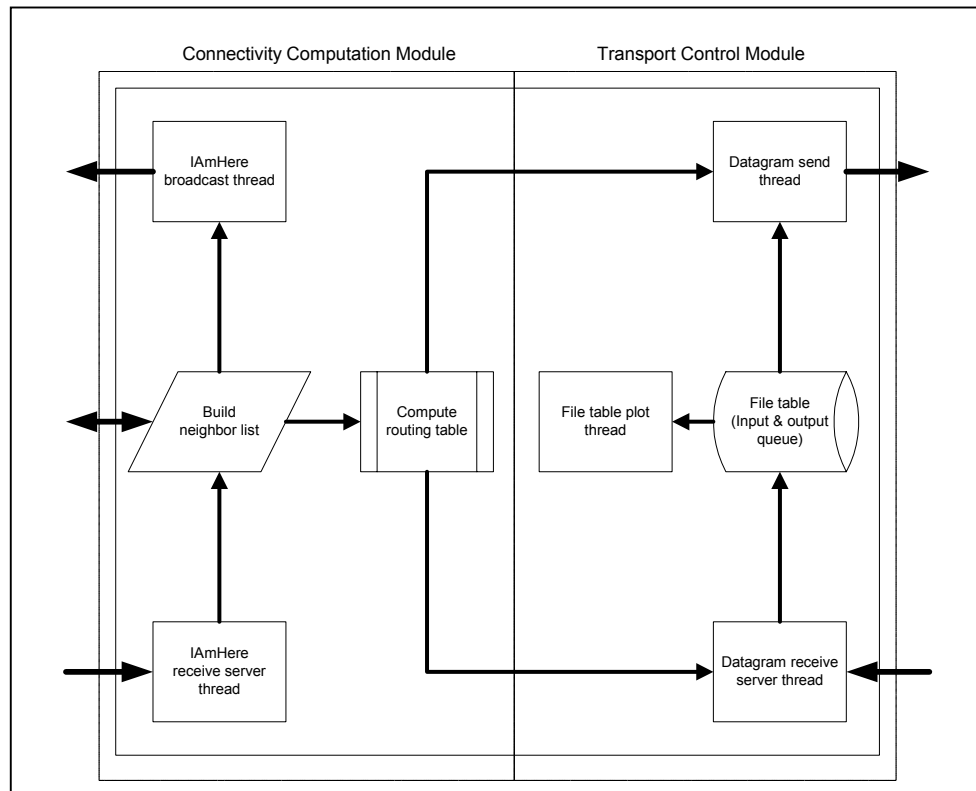 Connectivity Computation Module
Transport Control Module
IAmHere
broadcast thread
Datagram send
thread
Build
neighbor list
Compute
routing table
File table plot
thread
File table
(Input & output
queue)
IAmHere
receive server
thread
Datagram receive
server thread